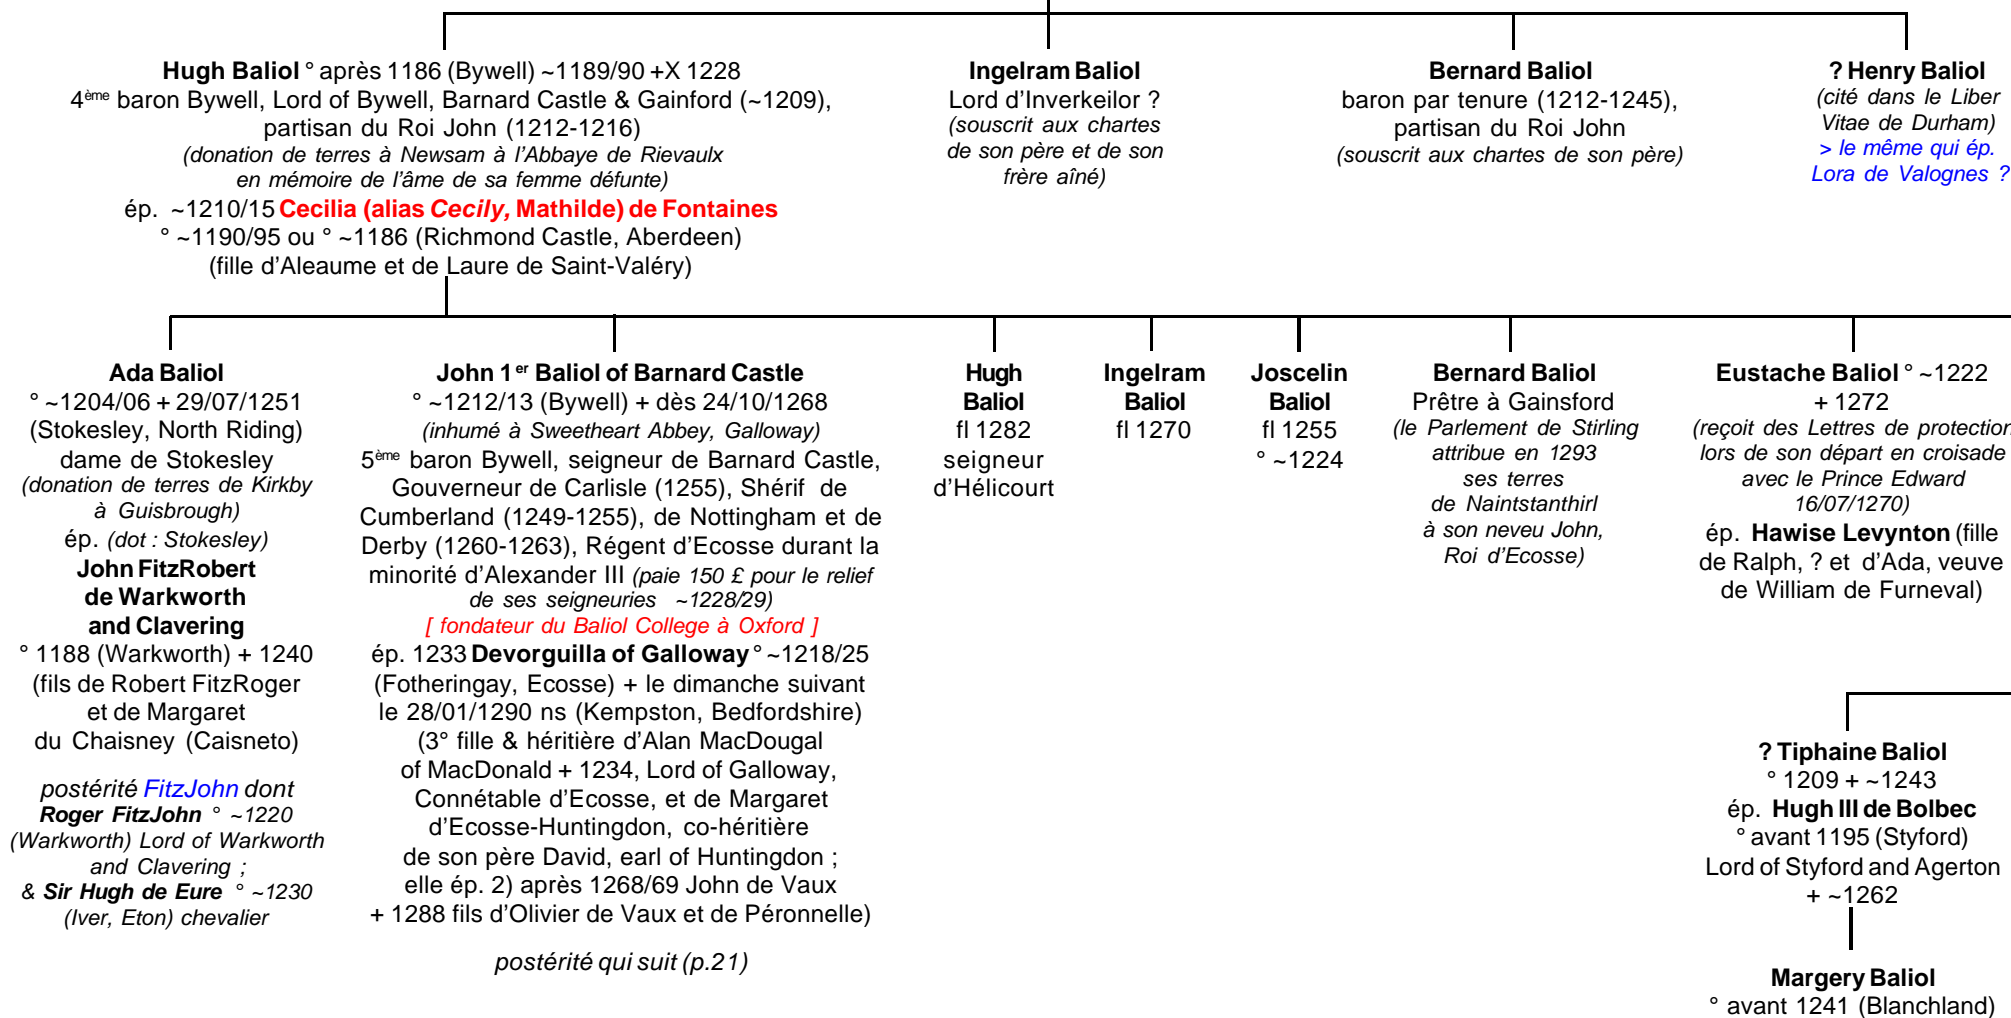 Hugh Baliol ° après 1186 (Bywell) ~1189/90 +X 1228
4ème baron Bywell, Lord of Bywell, Barnard Castle & Gainford (~1209),
partisan du Roi John (1212-1216)
(donation de terres à Newsam à l’Abbaye de Rievaulx
en mémoire de l’âme de sa femme défunte)
ép. ~1210/15 Cecilia (alias Cecily, Mathilde) de Fontaines
° ~1190/95 ou ° ~1186 (Richmond Castle, Aberdeen)
(fille d’Aleaume et de Laure de Saint-Valéry)
Ingelram Baliol
Lord d’Inverkeilor ?
(souscrit aux chartes
de son père et de son
frère aîné)
Bernard Baliol
baron par tenure (1212-1245),
partisan du Roi John
(souscrit aux chartes de son père)
? Henry Baliol
(cité dans le Liber
Vitae de Durham)
> le même qui ép.
Lora de Valognes ?
Ada Baliol
° ~1204/06 + 29/07/1251
(Stokesley, North Riding)
dame de Stokesley
(donation de terres de Kirkby
à Guisbrough)
ép. (dot : Stokesley)
John FitzRobert
de Warkworth
and Clavering
° 1188 (Warkworth) + 1240
(fils de Robert FitzRoger
et de Margaret
du Chaisney (Caisneto)
postérité FitzJohn dont
Roger FitzJohn ° ~1220
(Warkworth) Lord of Warkworth
and Clavering ;
& Sir Hugh de Eure ° ~1230
(Iver, Eton) chevalier
John 1er Baliol of Barnard Castle
° ~1212/13 (Bywell) + dès 24/10/1268
(inhumé à Sweetheart Abbey, Galloway)
5ème baron Bywell, seigneur de Barnard Castle,
Gouverneur de Carlisle (1255), Shérif de
Cumberland (1249-1255), de Nottingham et de
Derby (1260-1263), Régent d’Ecosse durant la
minorité d’Alexander III (paie 150 £ pour le relief
de ses seigneuries ~1228/29)
[ fondateur du Baliol College à Oxford ]
ép. 1233 Devorguilla of Galloway ° ~1218/25
(Fotheringay, Ecosse) + le dimanche suivant
le 28/01/1290 ns (Kempston, Bedfordshire)
(3° fille & héritière d’Alan MacDougal
of MacDonald + 1234, Lord of Galloway,
Connétable d’Ecosse, et de Margaret
d’Ecosse-Huntingdon, co-héritière
de son père David, earl of Huntingdon ;
elle ép. 2) après 1268/69 John de Vaux
+ 1288 fils d’Olivier de Vaux et de Péronnelle)
postérité qui suit (p.21)
Hugh
Baliol
fl 1282
seigneur
d’Hélicourt
Ingelram
Baliol
fl 1270
Joscelin
Baliol
fl 1255
° ~1224
Bernard Baliol
Prêtre à Gainsford
(le Parlement de Stirling
attribue en 1293
ses terres
de Naintstanthirl
à son neveu John,
Roi d’Ecosse)
Eustache Baliol ° ~1222
+ 1272
(reçoit des Lettres de protection
lors de son départ en croisade
avec le Prince Edward
16/07/1270)
ép. Hawise Levynton (fille
de Ralph, ? et d’Ada, veuve
de William de Furneval)
? Tiphaine Baliol
° 1209 + ~1243
ép. Hugh III de Bolbec
° avant 1195 (Styford)
Lord of Styford and Agerton
+ ~1262
Margery Baliol
° avant 1241 (Blanchland)